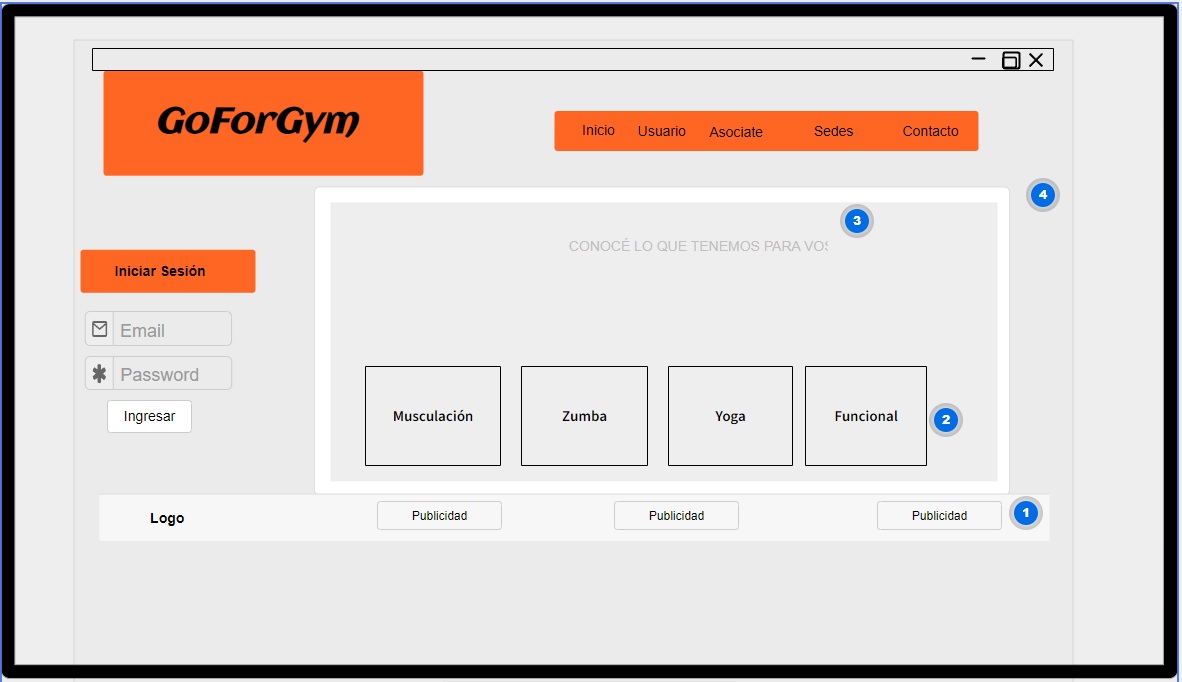 GoForGym
Inicio Usuario Asociate Sedes Contacto
4
3
CONOCÉ LO QUE TENEMOS PARA VOS
Iniciar Sesión
Email
Password
Ingresar
Musculación Zumba Yoga Funcional
2
Logo Publicidad Publicidad Publicidad
1